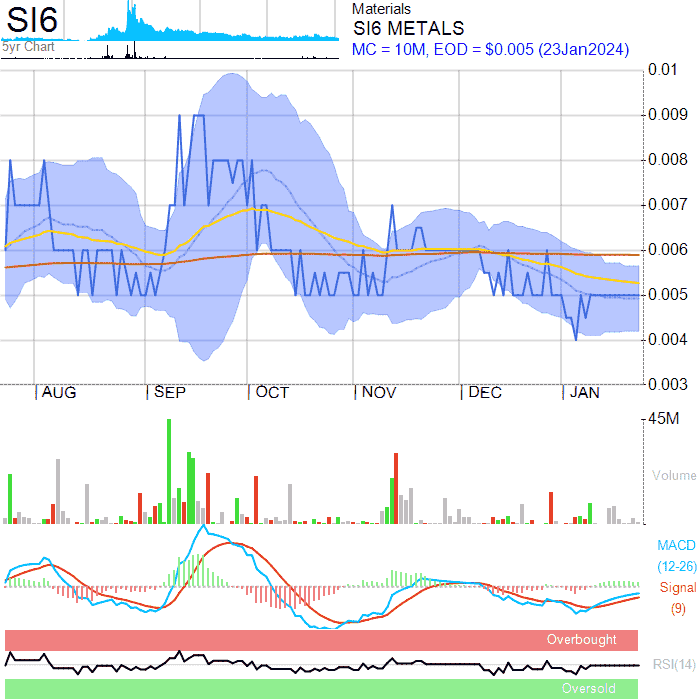 SI6
5yr Chart
Materials
SI6 METALS
MC = 10M, EOD = $0.005 (23Jan2024)
0.01
0.009
0.008
0.007
0.006
0.005
0.004
0.003
AUG SEP OCT NOV DEC JAN
45M
Volume
MACD
(12-26)
Signal
(9)
Overbought
RSI(14)
Oversold